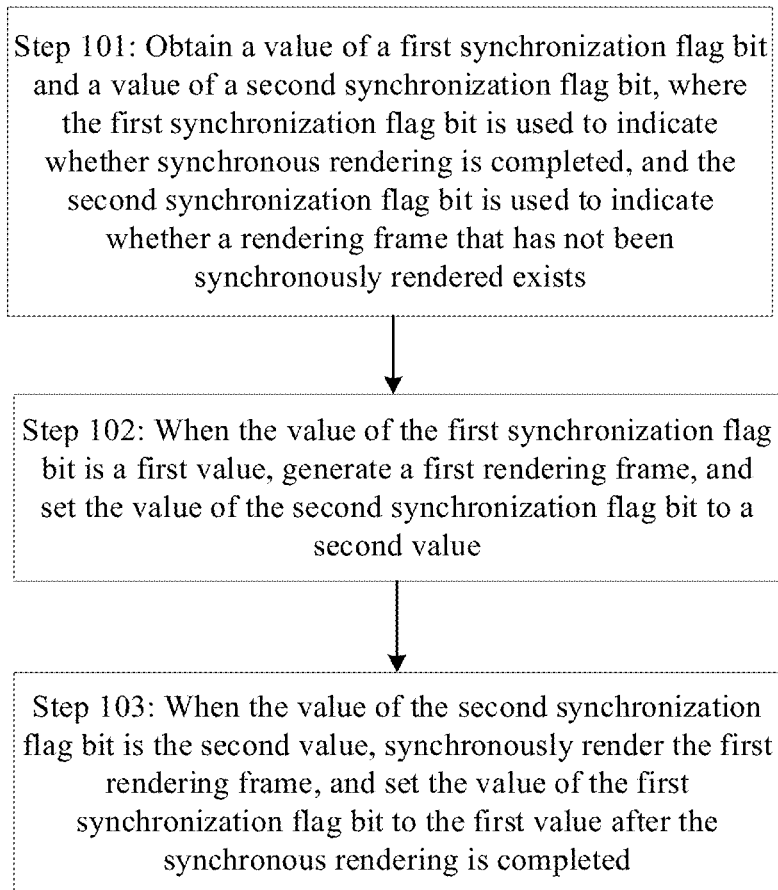 Step 101: Obtain a value of a first synchronization flag bit
and a value of a second synchronization flag bit, where
the first synchronization flag bit is used to indicate
whether synchronous rendering is completed, and the
second synchronization flag bit is used to indicate
whether a rendering frame that has not been
synchronously rendered exists
Step 102: When the value of the first synchronization flag
bit is a first value, generate a first rendering frame, and
set the value of the second synchronization flag bit to a
second value
Step 103: When the value of the second synchronization
flag bit is the second value, synchronously render the first
rendering frame, and set the value of the first
synchronization flag bit to the first value after the
synchronous rendering is completed